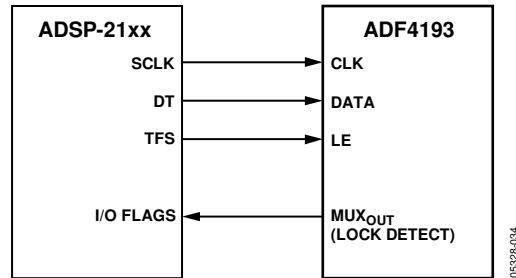 ADSP-21xx
ADF4193
SCLK
CLK
DT
DATA
TFS
LE
I/O FLAGS
MUXOUT
(LOCK DETECT)
05328-034